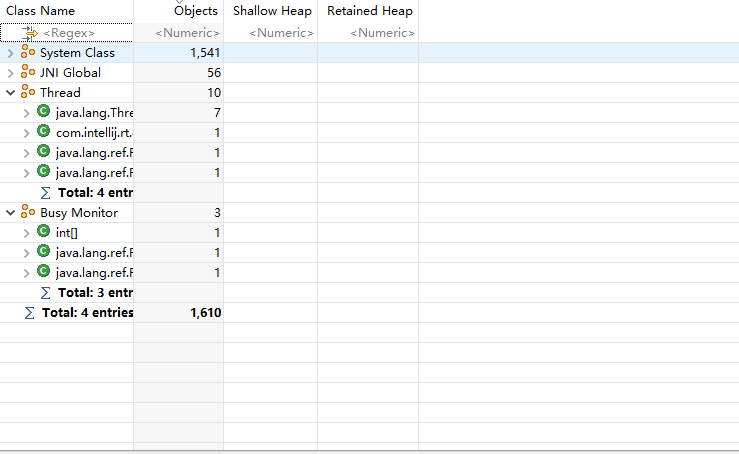 Class Name Objects Shallow Heap Retained Heap
<Regex> <Numeric> <Numeric> <Numeric>
System Class 1,541
JNI Global 56
Thread 10
java.lang.Thre 7
com.intellij.rt. 1
java.lang.ref.F 1
java.lang.ref.F 1
Σ Total: 4 entr
Busy Monitor 3
int[] 1
java.lang.ref.F 1
java.lang.ref.F 1
Σ Total: 3 entr
Σ Total: 4 entries 1,610